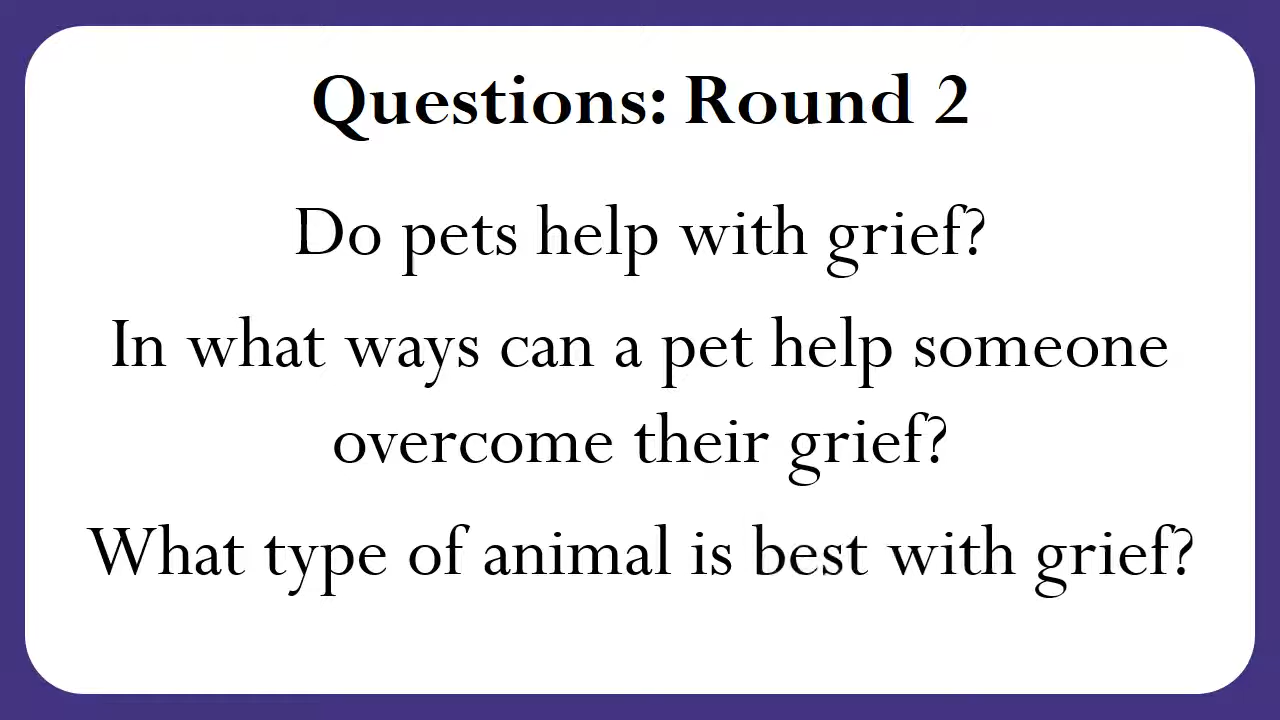 Questions: Round 2
Do pets help with grief?
In what ways can a pet help someone
overcome their grief?
What type of animal is best with grief?